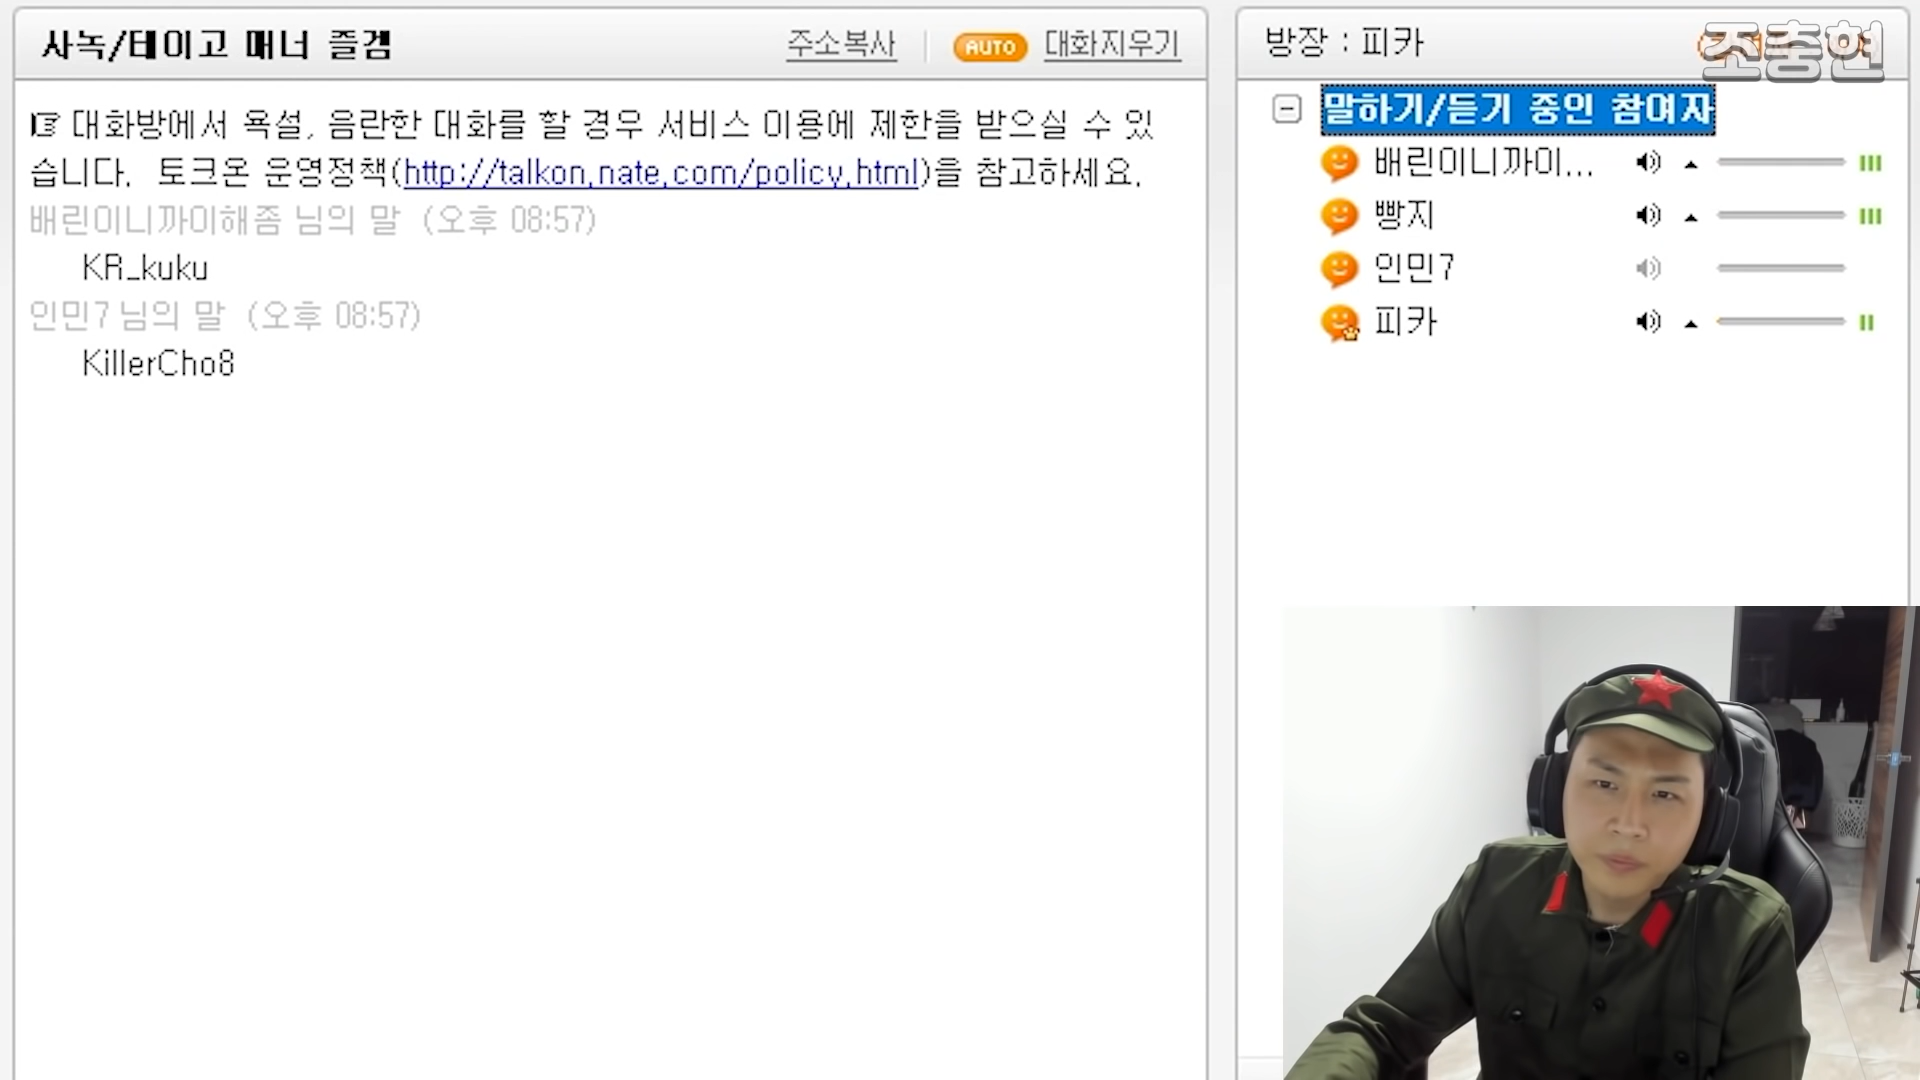 사녹/테이고 매너 즐겜
주소복사
AUTO
대화지우기
☞ 대화방에서 욕설, 음란한 대화를 할 경우 서비스 이용에 제한을 받으실 수 있
습니다. 토크온 운영정책(http://talkon.nate.com/policy.html)을 참고하세요.
배린이니까이해좀 님의 말 (오후 08:57)
KR_kuku
인민7 님의 말 (오후 08:57)
KillerCho8
방장 : 피카
조충현
말하기/듣기 중인 참여자
배린이니까이...
빵지
인민7
피카